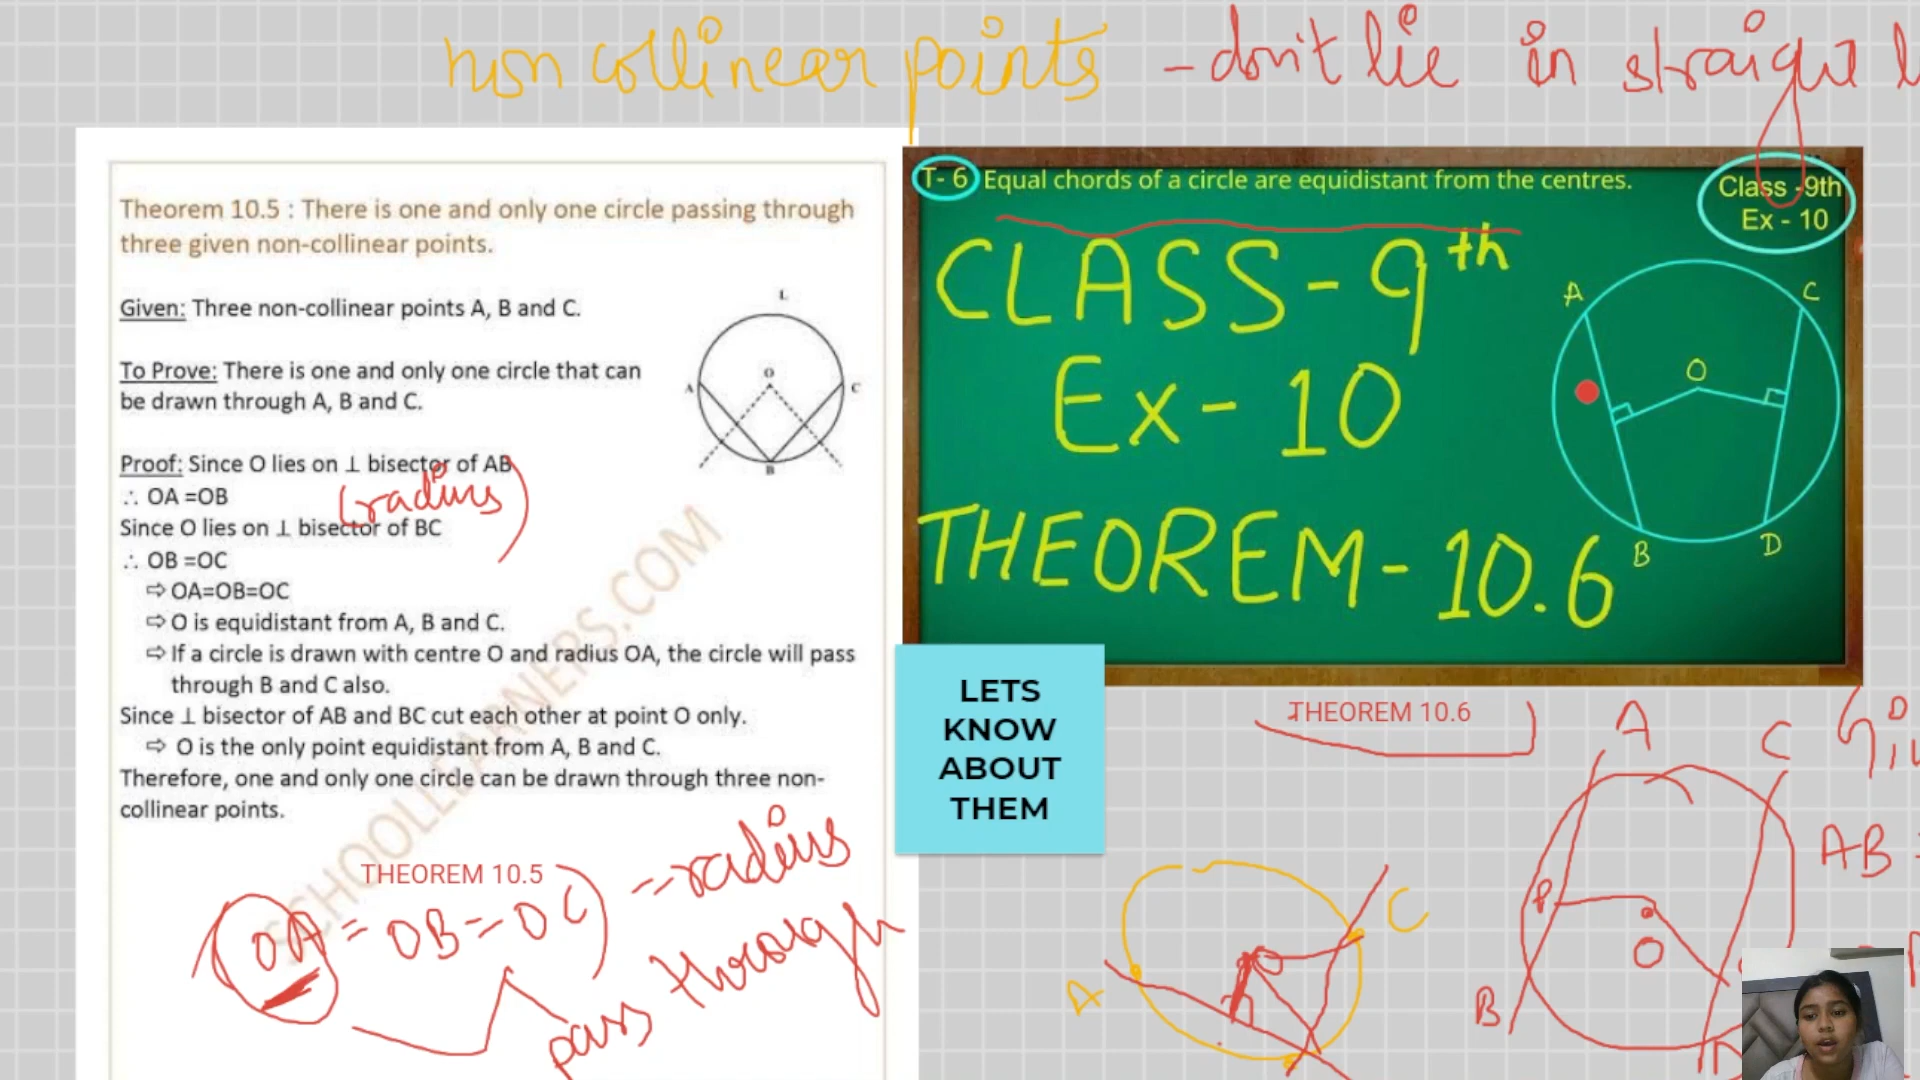 non collinear points - don't lie in straight l
Theorem 10.5 : There is one and only one circle passing through
three given non-collinear points.
Given: Three non-collinear points A, B and C.
To Prove: There is one and only one circle that can
be drawn through A, B and C.
L
O
A
C
B
Proof: Since O lies on ⊥ bisector of AB
∴ OA =OB
(radius)
Since O lies on ⊥ bisector of BC
∴ OB =OC
⇨ OA=OB=OC
⇨ O is equidistant from A, B and C.
⇨ If a circle is drawn with centre O and radius OA, the circle will pass
through B and C also.
Since ⊥ bisector of AB and BC cut each other at point O only.
⇨ O is the only point equidistant from A, B and C.
Therefore, one and only one circle can be drawn through three non-
collinear points.
SCHOOLLEARNERS.COM
THEOREM 10.5
OA = OB = OC) - radius
pass through
T- 6 Equal chords of a circle are equidistant from the centres.
Class -9th
Ex - 10
CLASS - 9th
Ex - 10
THEOREM - 10.6
A
C
O
B
D
LETS
KNOW
ABOUT
THEM
THEOREM 10.6
A
C
O
A
C
P
O
B
AB